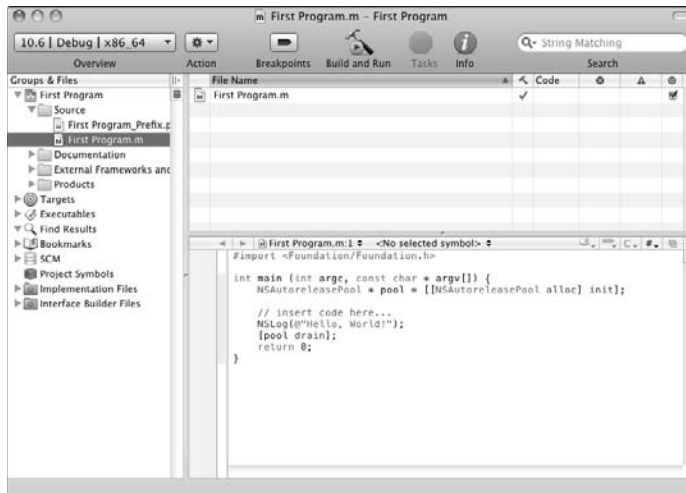 First Program.m – First Program
10.6 | Debug | x86_64
String Matching
Overview
Action
Breakpoints
Build and Run
Tasks
Info
Search
Groups & Files
File Name
Code
First Program
First Program.m
Source
First Program_Prefix.p
First Program.m
Documentation
External Frameworks and
Products
Targets
Executables
Find Results
Bookmarks
SCM
Project Symbols
Implementation Files
Interface Builder Files
First Program.m:1
<No selected symbol>
C
#
#import <Foundation/Foundation.h>
int main (int argc, const char * argv[]) {
NSAutoreleasePool * pool = [[NSAutoreleasePool alloc] init];
// insert code here...
NSLog(@"Hello, World!");
[pool drain];
return 0;
}